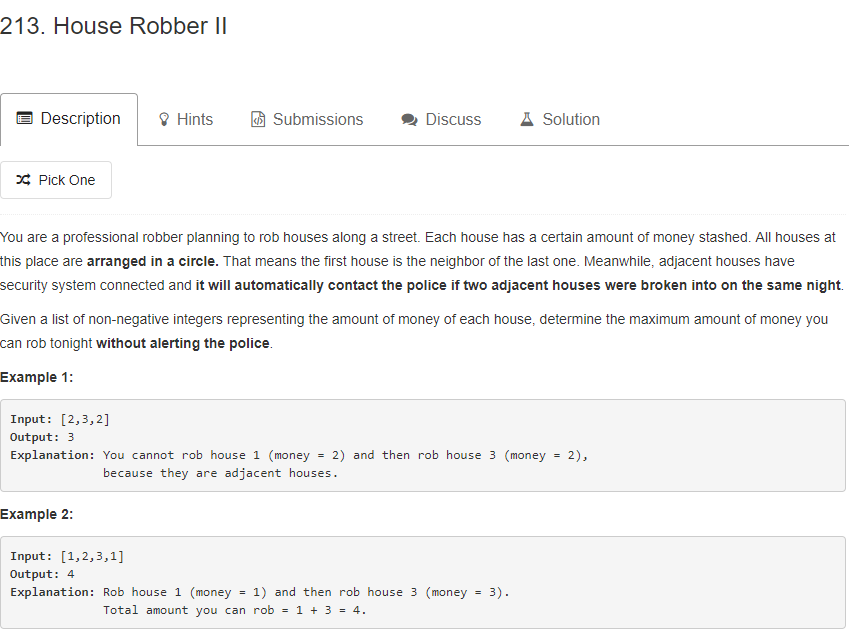 213. House Robber II
Description Hints Submissions Discuss Solution
Pick One
You are a professional robber planning to rob houses along a street. Each house has a certain amount of money stashed. All houses at
this place are arranged in a circle. That means the first house is the neighbor of the last one. Meanwhile, adjacent houses have
security system connected and it will automatically contact the police if two adjacent houses were broken into on the same night.
Given a list of non-negative integers representing the amount of money of each house, determine the maximum amount of money you
can rob tonight without alerting the police.
Example 1:
Input: [2,3,2]
Output: 3
Explanation: You cannot rob house 1 (money = 2) and then rob house 3 (money = 2),
because they are adjacent houses.
Example 2:
Input: [1,2,3,1]
Output: 4
Explanation: Rob house 1 (money = 1) and then rob house 3 (money = 3).
Total amount you can rob = 1 + 3 = 4.